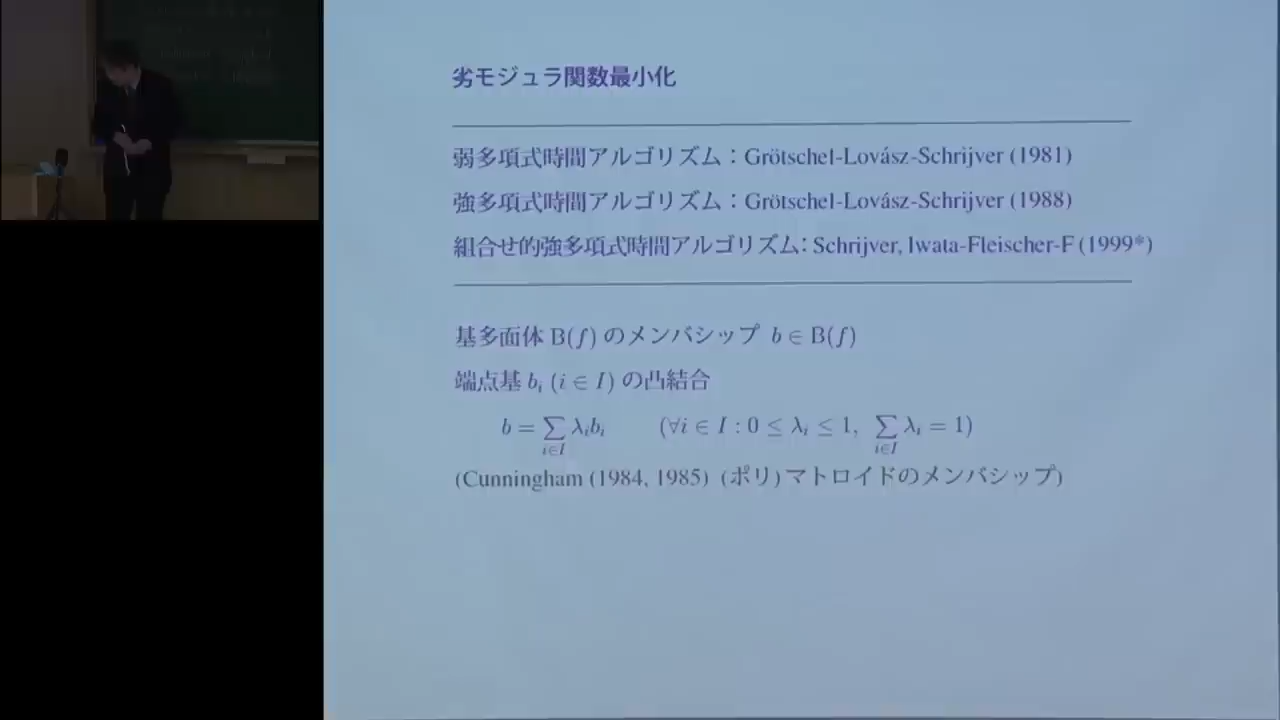 劣モジュラ関数最小化
弱多項式時間アルゴリズム：Grötschel-Lovász-Schrijver (1981)
強多項式時間アルゴリズム：Grötschel-Lovász-Schrijver (1988)
組合せ的強多項式時間アルゴリズム: Schrijver, Iwata-Fleischer-F (1999*)
基多面体 B(f) のメンバシップ b ∈ B(f)
端点基 b_i (i ∈ I) の凸結合
b = ∑_{i∈I} λ_i b_i (∀i ∈ I : 0 ≤ λ_i ≤ 1, ∑_{i∈I} λ_i = 1)
(Cunningham (1984, 1985) (ポリ) マトロイドのメンバシップ)